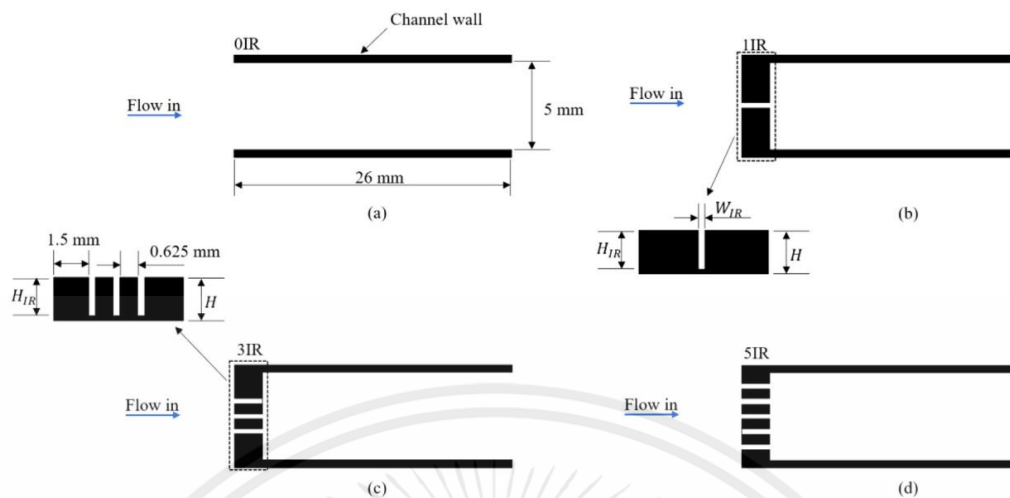 Channel wall
0IR
Flow in
5 mm
26 mm
(a)
1IR
Flow in
(b)
W_IR
H_IR
H
1.5 mm
0.625 mm
H_IR
H
3IR
Flow in
(c)
5IR
Flow in
(d)